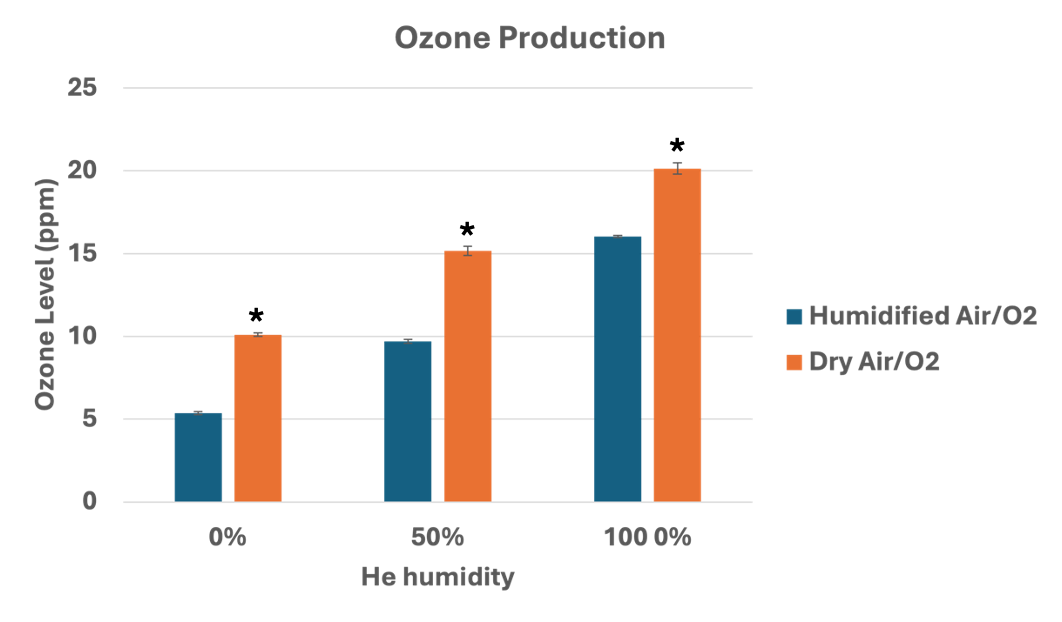 Ozone Production
25
20
15
10
5
0
Ozone Level (ppm)
*
*
*
0% 50% 100 0%
He humidity
Humidified Air/O2
Dry Air/O2